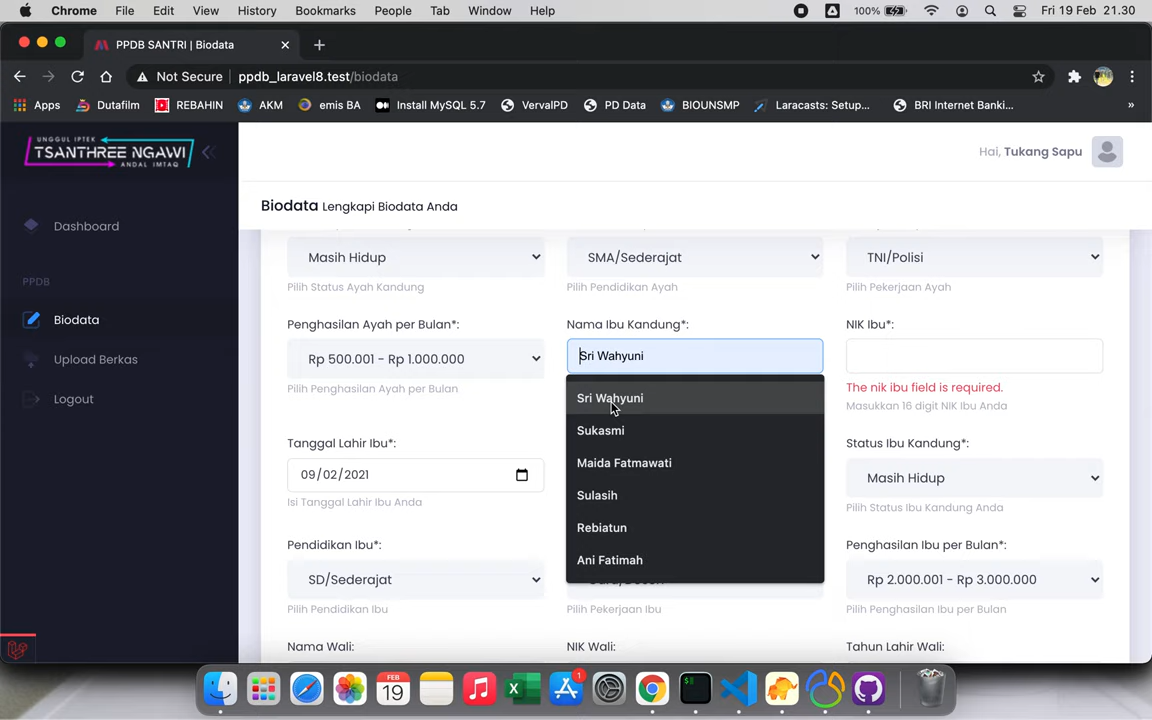 Chrome File Edit View History Bookmarks People Tab Window Help 100% Fri 19 Feb 21.30
PPDB SANTRI | Biodata
Not Secure ppdb_laravel8.test/biodata
Apps Dutafilm REBAHIN AKM emis BA Install MySQL 5.7 VervalPD PD Data BIOUNSMP Laracasts: Setup... BRI Internet Banki... »
UNGGUL IPTEK
TSANTHREE NGAWI
ANDAL IMTAQ
Hai, Tukang Sapu
Biodata Lengkapi Biodata Anda
Dashboard
PPDB
Biodata
Upload Berkas
Logout
Masih Hidup SMA/Sederajat TNI/Polisi
Pilih Status Ayah Kandung Pilih Pendidikan Ayah Pilih Pekerjaan Ayah
Penghasilan Ayah per Bulan*: Nama Ibu Kandung*: NIK Ibu*:
Rp 500.001 - Rp 1.000.000 Sri Wahyuni
Pilih Penghasilan Ayah per Bulan
The nik ibu field is required.
Masukkan 16 digit NIK Ibu Anda
Sri Wahyuni
Sukasmi
Maida Fatmawati
Sulasih
Rebiatun
Ani Fatimah
Tanggal Lahir Ibu*: Status Ibu Kandung*:
09/02/2021 Masih Hidup
Isi Tanggal Lahir Ibu Anda Pilih Status Ibu Kandung Anda
Pendidikan Ibu*: Penghasilan Ibu per Bulan*:
SD/Sederajat Rp 2.000.001 - Rp 3.000.000
Pilih Pendidikan Ibu Pilih Pekerjaan Ibu Pilih Penghasilan Ibu per Bulan
Nama Wali: NIK Wali: Tahun Lahir Wali:
FEB
19
1